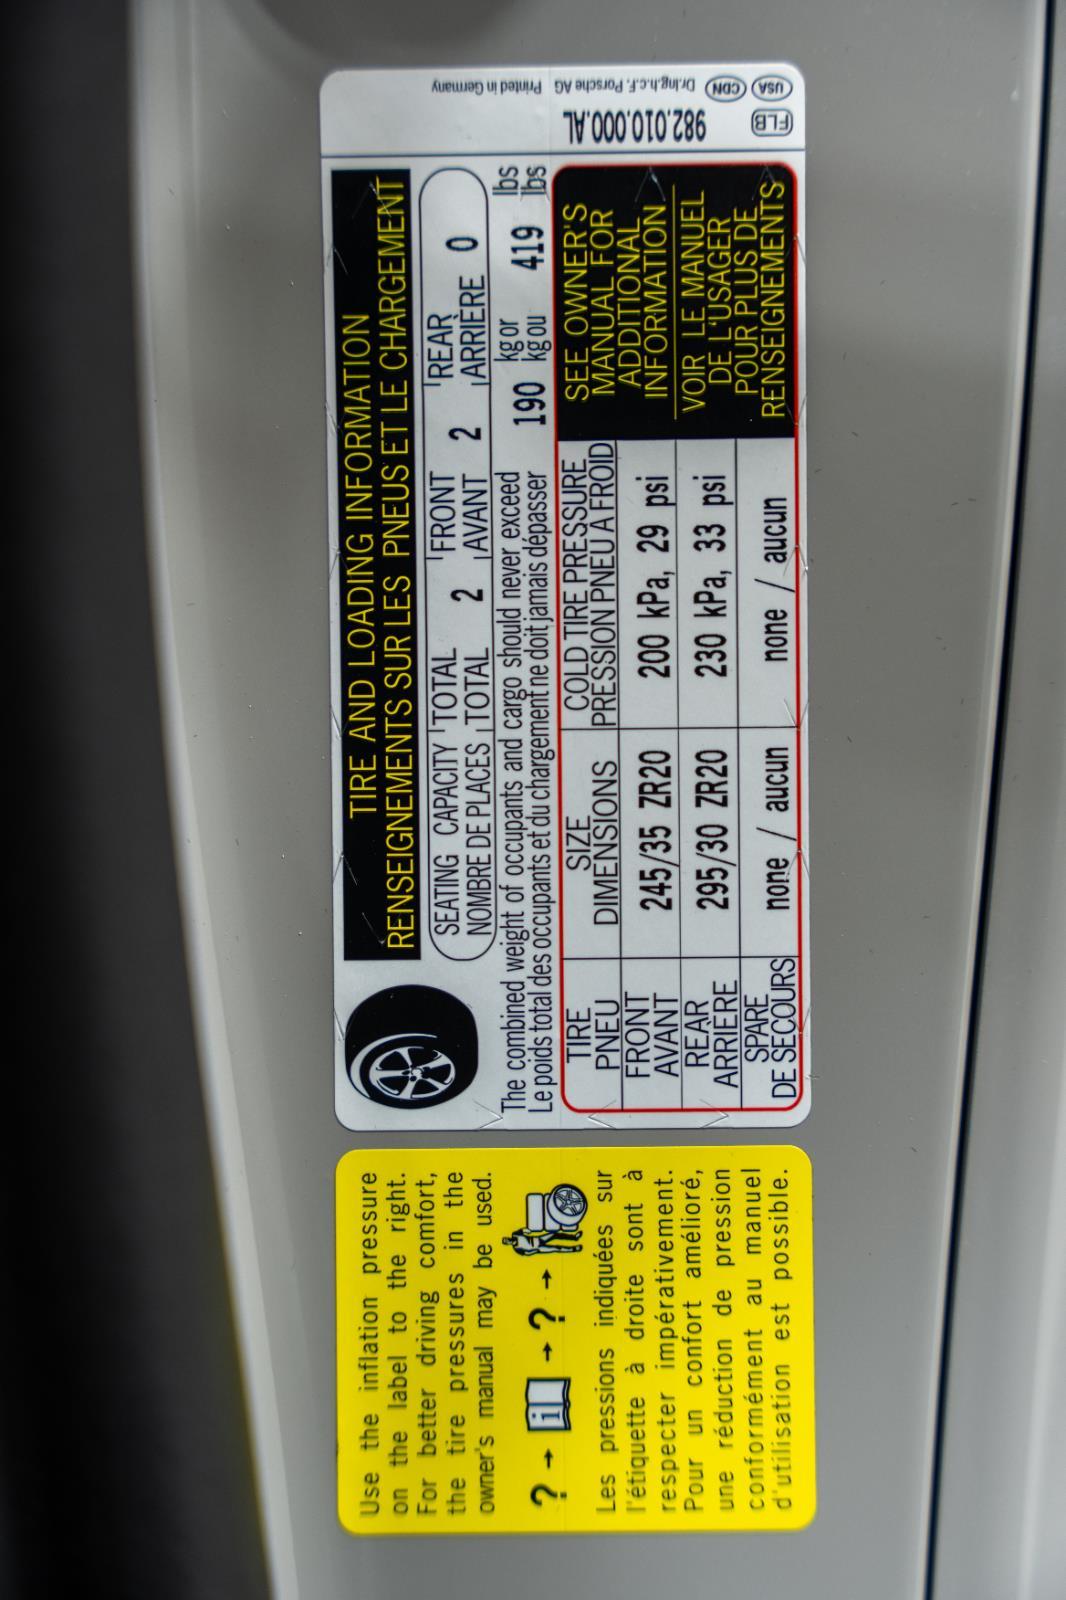 Use the inflation pressure
on the label to the right.
For better driving comfort,
the tire pressures in the
owner's manual may be used.
? → i → ? →
Les pressions indiquées sur
l'étiquette à droite sont à
respecter impérativement.
Pour un confort amélioré,
une réduction de pression
conformément au manuel
d'utilisation est possible.
TIRE AND LOADING INFORMATION
RENSEIGNEMENTS SUR LES PNEUS ET LE CHARGEMENT
SEATING CAPACITY TOTAL 2 FRONT 2 REAR 0
NOMBRE DE PLACES TOTAL AVANT ARRIÈRE
The combined weight of occupants and cargo should never exceed 190 kg or 419 lbs
Le poids total des occupants et du chargement ne doit jamais dépasser kg ou lbs
TIRE SIZE COLD TIRE PRESSURE
PNEU DIMENSIONS PRESSION PNEU A FROID
FRONT 245/35 ZR20 200 kPa, 29 psi
AVANT
REAR 295/30 ZR20 230 kPa, 33 psi
ARRIERE
SPARE none / aucun none / aucun
DE SECOURS
SEE OWNER'S
MANUAL FOR
ADDITIONAL
INFORMATION
VOIR LE MANUEL
DE L'USAGER
POUR PLUS DE
RENSEIGNEMENTS
USA CDN Dr.Ing.h.c.F. Porsche AG Printed in Germany
FLB 982.010.000.AL